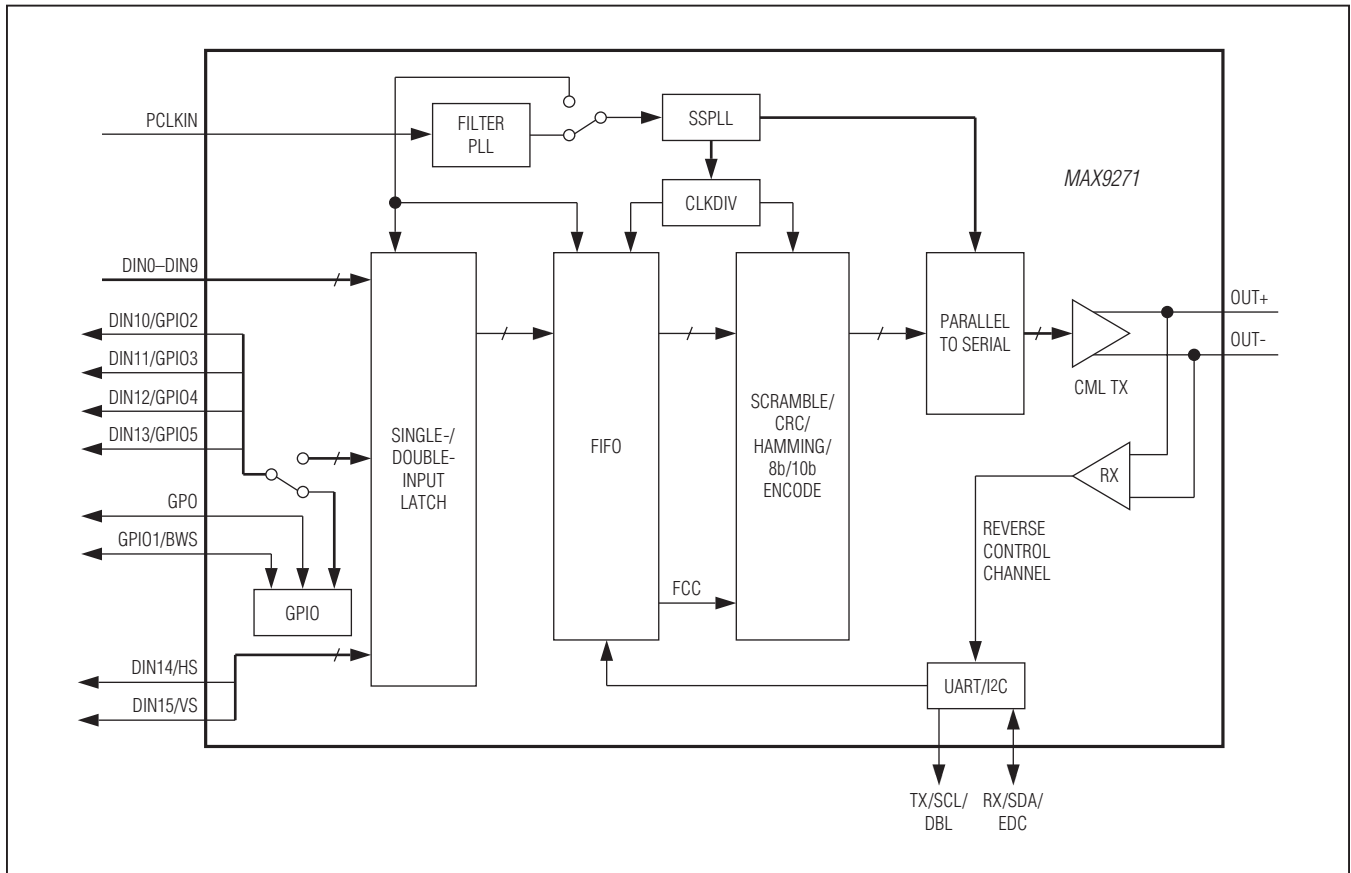 PCLKIN
FILTER
PLL
SSPLL
CLKDIV
MAX9271
DIN0–DIN9
DIN10/GPIO2
DIN11/GPIO3
DIN12/GPIO4
DIN13/GPIO5
GPO
GPIO1/BWS
GPIO
DIN14/HS
DIN15/VS
SINGLE-/
DOUBLE-
INPUT
LATCH
FIFO
FCC
SCRAMBLE/
CRC/
HAMMING/
8b/10b
ENCODE
PARALLEL
TO SERIAL
CML TX
OUT+
OUT-
RX
REVERSE
CONTROL
CHANNEL
UART/I2C
TX/SCL/
DBL
RX/SDA/
EDC